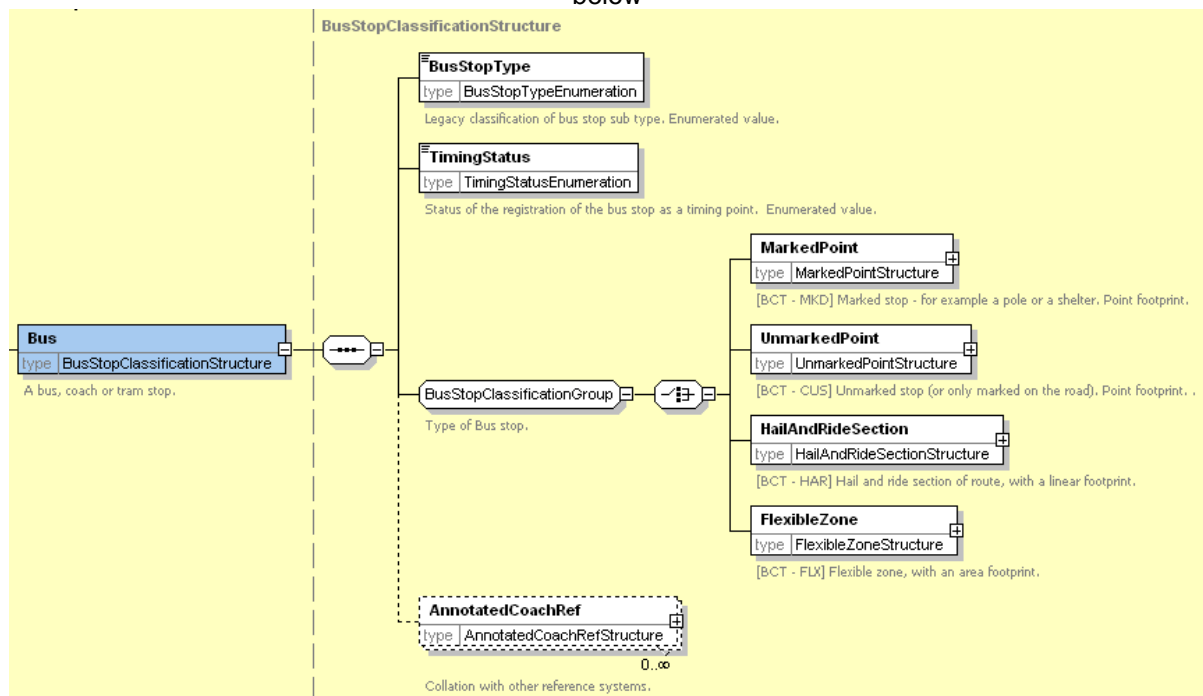 below
BusStopClassificationStructure
BusStopType
type BusStopTypeEnumeration
Legacy classification of bus stop sub type. Enumerated value.
TimingStatus
type TimingStatusEnumeration
Status of the registration of the bus stop as a timing point. Enumerated value.
MarkedPoint
type MarkedPointStructure
[BCT - MKD] Marked stop - for example a pole or a shelter. Point footprint.
Bus
type BusStopClassificationStructure
A bus, coach or tram stop.
UnmarkedPoint
type UnmarkedPointStructure
[BCT - CUS] Unmarked stop (or only marked on the road). Point footprint. .
BusStopClassificationGroup
Type of Bus stop.
HailAndRideSection
type HailAndRideSectionStructure
[BCT - HAR] Hail and ride section of route, with a linear footprint.
FlexibleZone
type FlexibleZoneStructure
[BCT - FLX] Flexible zone, with an area footprint.
AnnotatedCoachRef
type AnnotatedCoachRefStructure
0..∞
Collation with other reference systems.